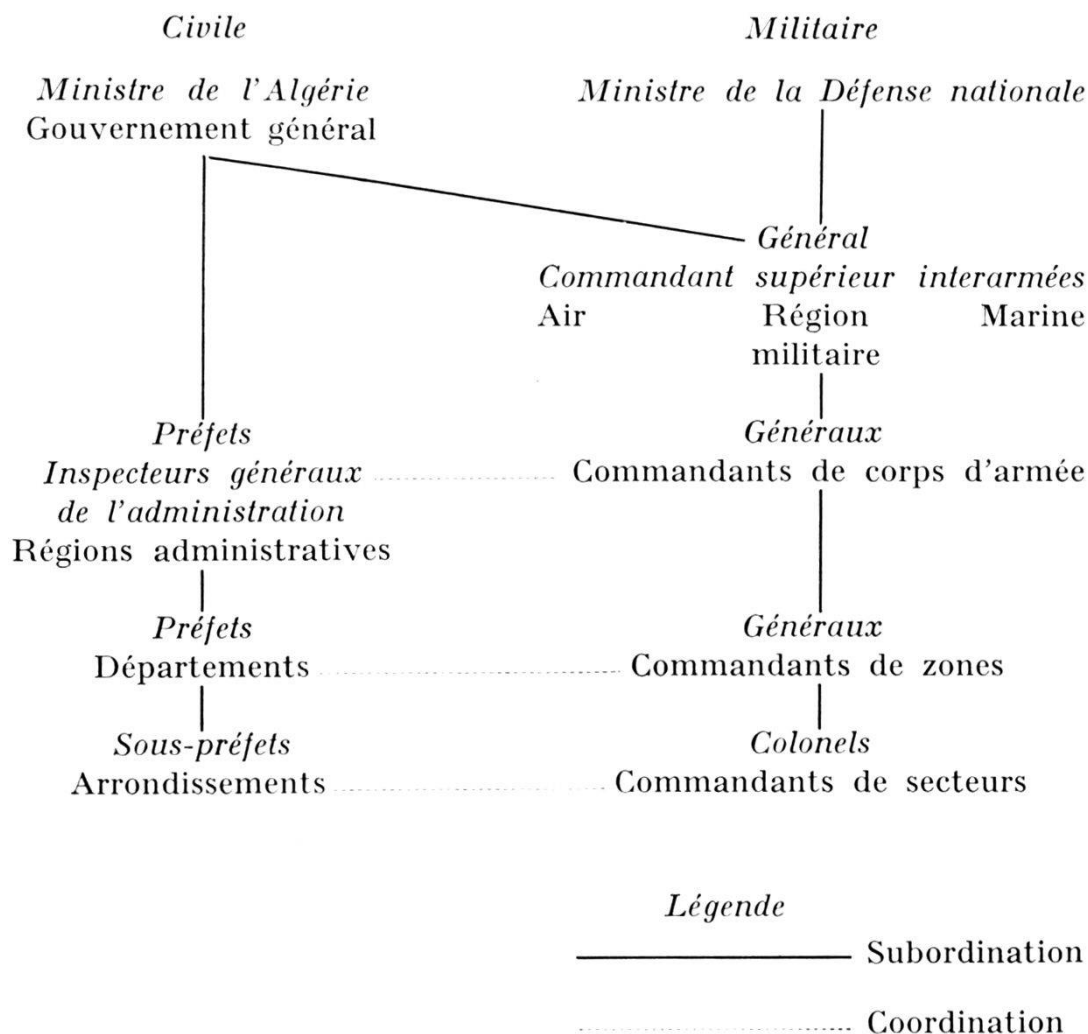 Civile
Militaire
Ministre de l'Algérie
Gouvernement général
Ministre de la Défense nationale
Général
Commandant supérieur interarmées
Air Région Marine
militaire
Préfets
Inspecteurs généraux
de l'administration
Régions administratives
Généraux
Commandants de corps d'armée
Préfets
Départements
Généraux
Commandants de zones
Sous-préfets
Arrondissements
Colonels
Commandants de secteurs
Légende
Subordination
Coordination